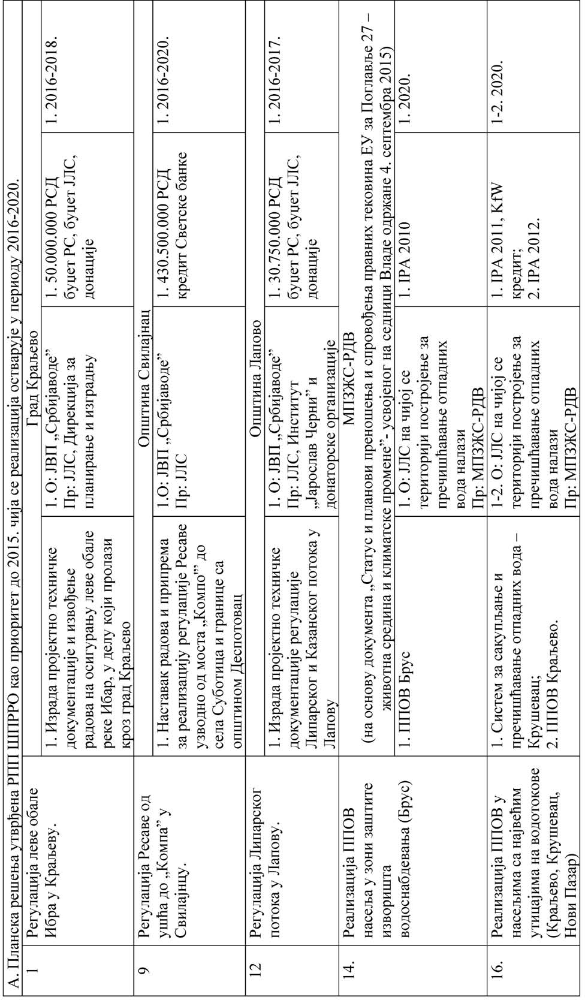 А. Планска решења утврђена РПП ШПРРО као приоритет до 2015. чија се реализација остварује у периоду 2016-2020.
1
Регулација леве обале
Ибра у Краљеву.
Град Краљево
1. Израда пројектно техничке
документације и извођење
радова на осигурању леве обале
реке Ибар, у делу који пролази
кроз град Краљево
1. О: ЈВП „Србијаводе”
Пр: ЈЛС, Дирекција за
планирање и изградњу
1. 50.000.000 РСД
буџет РС, буџет ЈЛС,
донације
1. 2016-2018.
9
Регулација Ресаве од
ушћа до „Компа” у
Свилајнцу.
Општина Свилајнац
1. Наставак радова и припрема
за реализацију регулације Ресаве
узводно од моста „Компо'” до
села Суботица и границе са
општином Деспотовац
1.О: ЈВП „Србијаводе”
Пр: ЈЛС
1. 430.500.000 РСД
кредит Светске банке
1. 2016-2020.
12
Регулација Липарског
потока у Лапову.
Општина Лапово
1. Израда пројектно техничке
документације регулације
Липарског и Казанског потока у
Лапову
1. О: ЈВП „Србијаводе”
Пр: ЈЛС, Институт
„Јарослав Черни” и
донаторске организације
1. 30.750.000 РСД
буџет РС, буџет ЈЛС,
донације
1. 2016-2017.
14.
Реализација ППОВ
насеља у зони заштите
изворишта
водоснабдевања (Брус)
МПЗЖС-РДВ
(на основу документа „Статус и планови преношења и спровођења правних тековина ЕУ за Поглавље 27 –
животна средина и климатске промене”- усвојеног на седници Владе одржане 4. септембра 2015)
1. ППОВ Брус
1. О: ЈЛС на чијој се
територији постројење за
пречишћавање отпадних
вода налази
Пр: МПЗЖС-РДВ
1. IPA 2010
1. 2020.
16.
Реализација ППОВ у
насељима са највећим
утицајима на водотокове
(Краљево, Крушевац,
Нови Пазар)
1. Систем за сакупљање и
пречишћавање отпадних вода –
Крушевац;
2. ППОВ Краљево.
1-2. О: ЈЛС на чијој се
територији постројење за
пречишћавање отпадних
вода налази
Пр: МПЗЖС-РДВ
1. IPA 2011, KfW
кредит;
2. IPA 2012.
1-2. 2020.